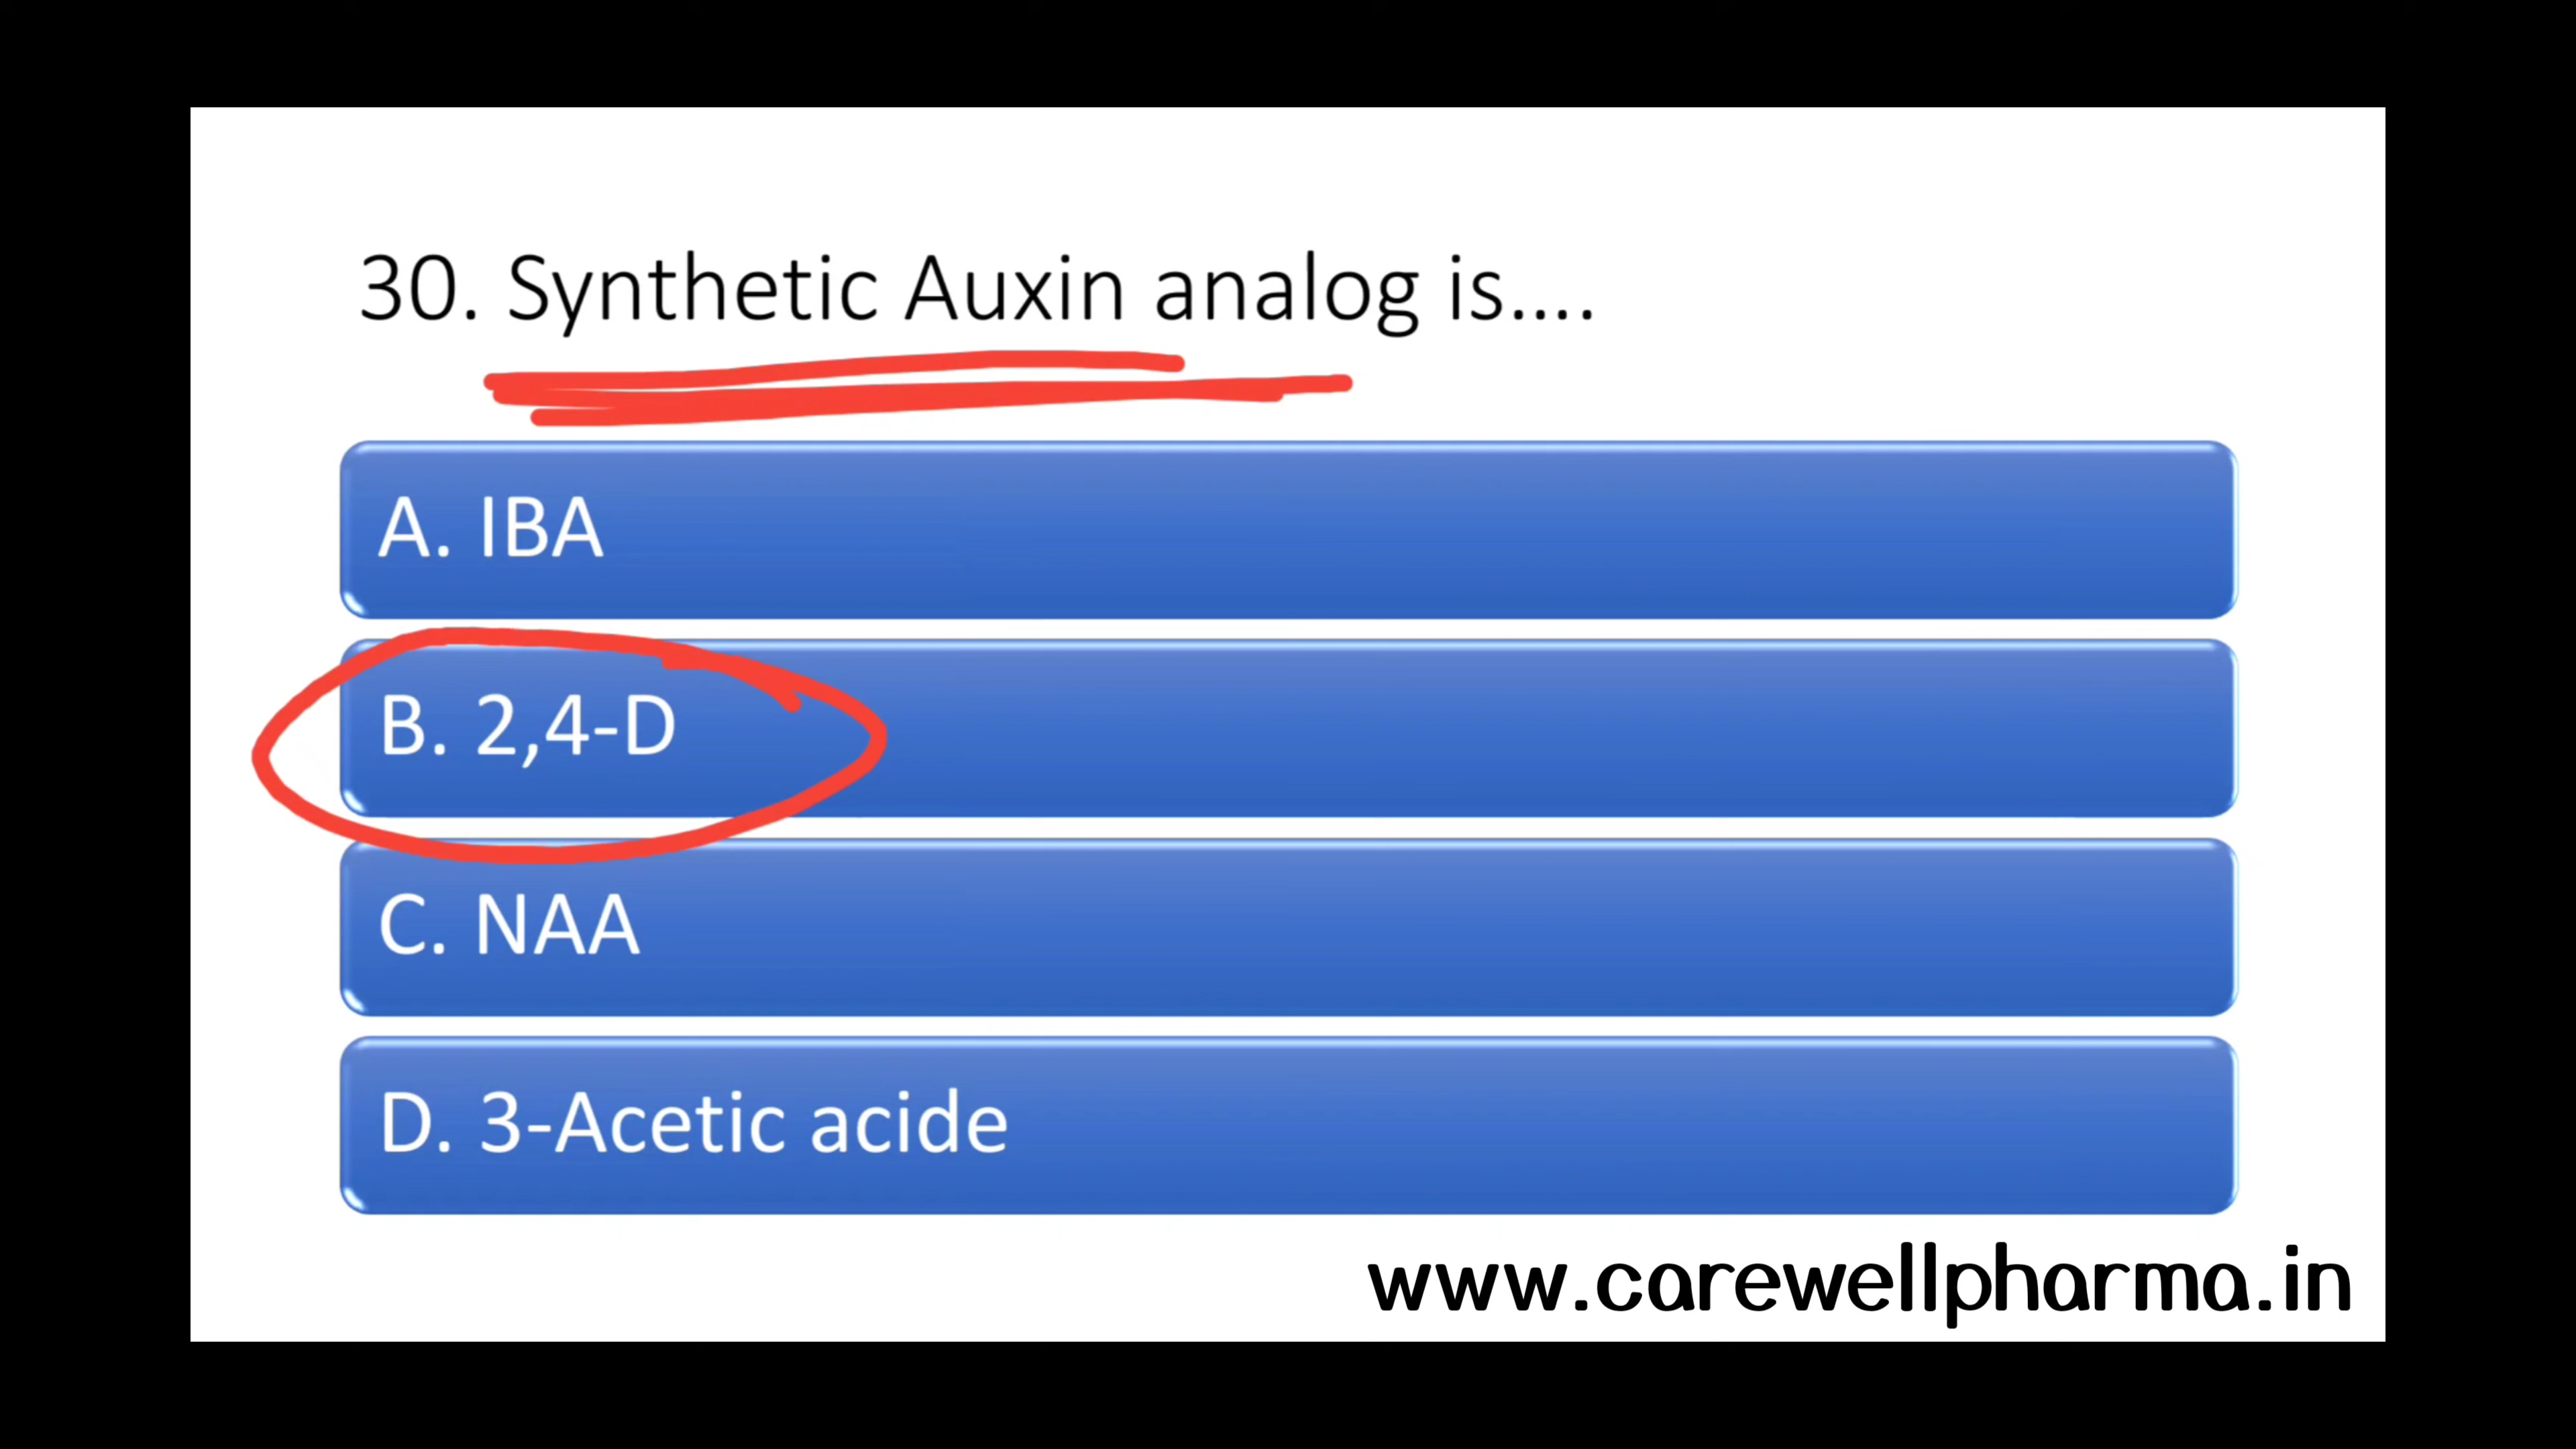 30. Synthetic Auxin analog is....
A. IBA
B. 2,4-D
C. NAA
D. 3-Acetic acide
www.carewellpharma.in